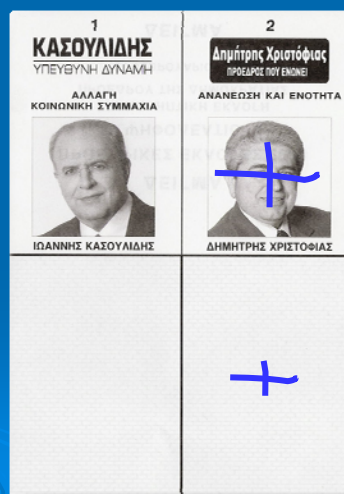 1
ΚΑΣΟΥΛΙΔΗΣ
ΥΠΕΥΘΥΝΗ ΔΥΝΑΜΗ
ΑΛΛΑΓΗ
ΚΟΙΝΩΝΙΚΗ ΣΥΜΜΑΧΙΑ
ΙΩΑΝΝΗΣ ΚΑΣΟΥΛΙΔΗΣ
2
Δημήτρης Χριστόφιας
ΠΡΟΕΔΡΟΣ ΠΟΥ ΕΝΩΝΕΙ
ΑΝΑΝΕΩΣΗ ΚΑΙ ΕΝΟΤΗΤΑ
ΔΗΜΗΤΡΗΣ ΧΡΙΣΤΟΦΙΑΣ